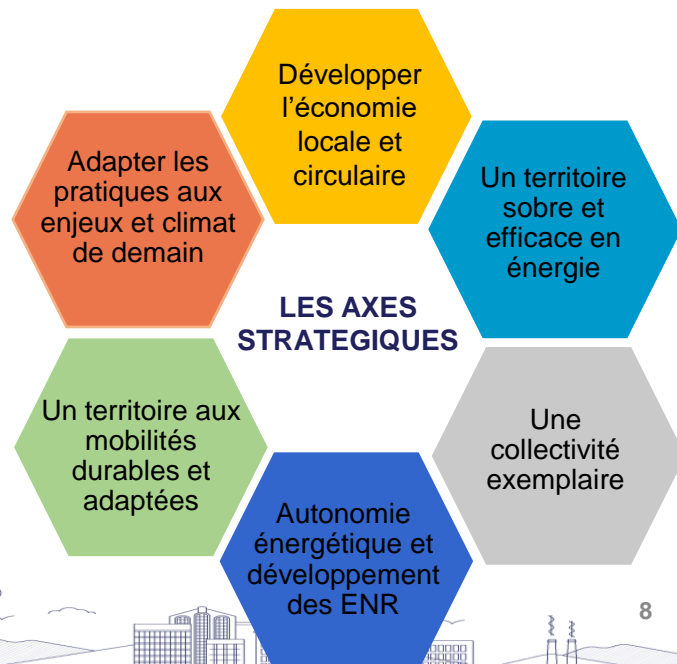 Développer
l'économie
locale et
circulaire
Adapter les
pratiques aux
enjeux et climat
de demain
Un territoire
sobre et
efficace en
énergie
LES AXES
STRATEGIQUES
Un territoire aux
mobilités
durables et
adaptées
Une
collectivité
exemplaire
Autonomie
énergétique et
développement
des ENR
8